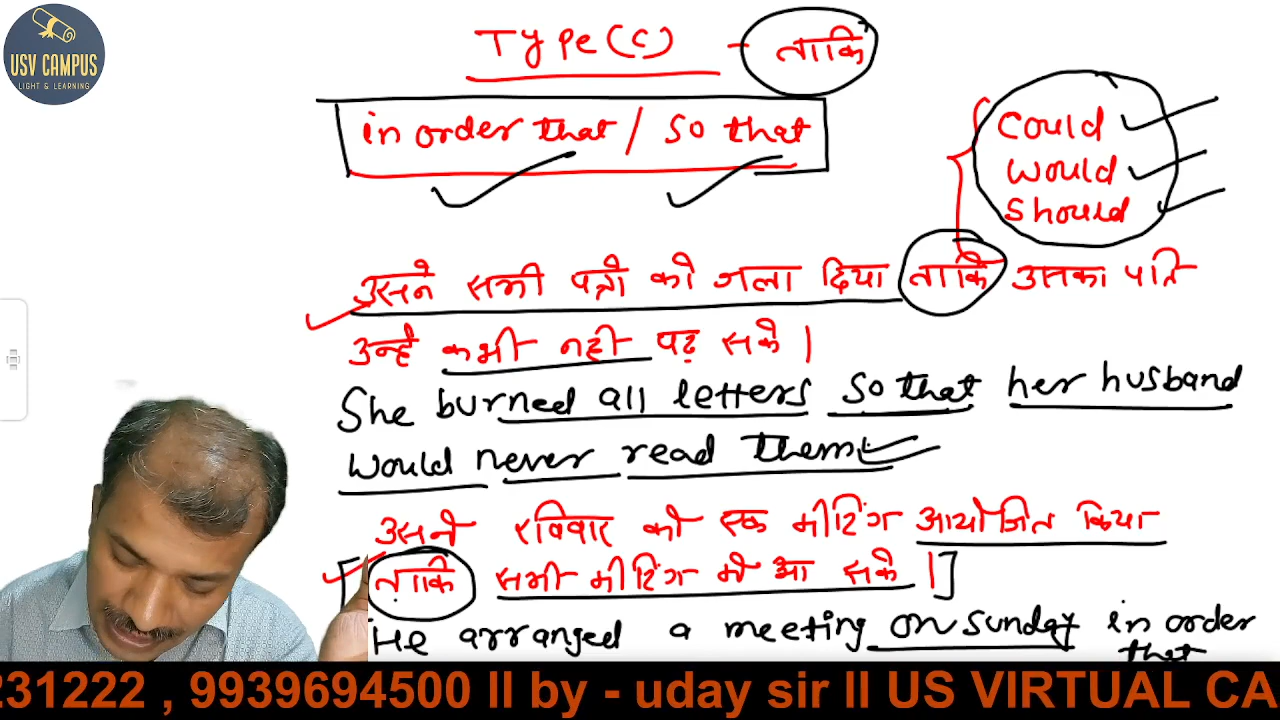 USV CAMPUS
LIGHT & LEARNING
Type(c) - ताकि
in order that / so that
Could
Would
Should
उसने सभी पत्रो को जला दिया ताकि उसका पति
उन्हे कभी नही पढ़ सके।
She burned all letters so that her husband
would never read them.
उसने रविवार को एक मीटिंग आयोजित किया
ताकि सभी मीटिंग मे आ सके।]
He arranged a meeting on sunday in order
that
231222 , 9939694500 II by - uday sir II US VIRTUAL CA